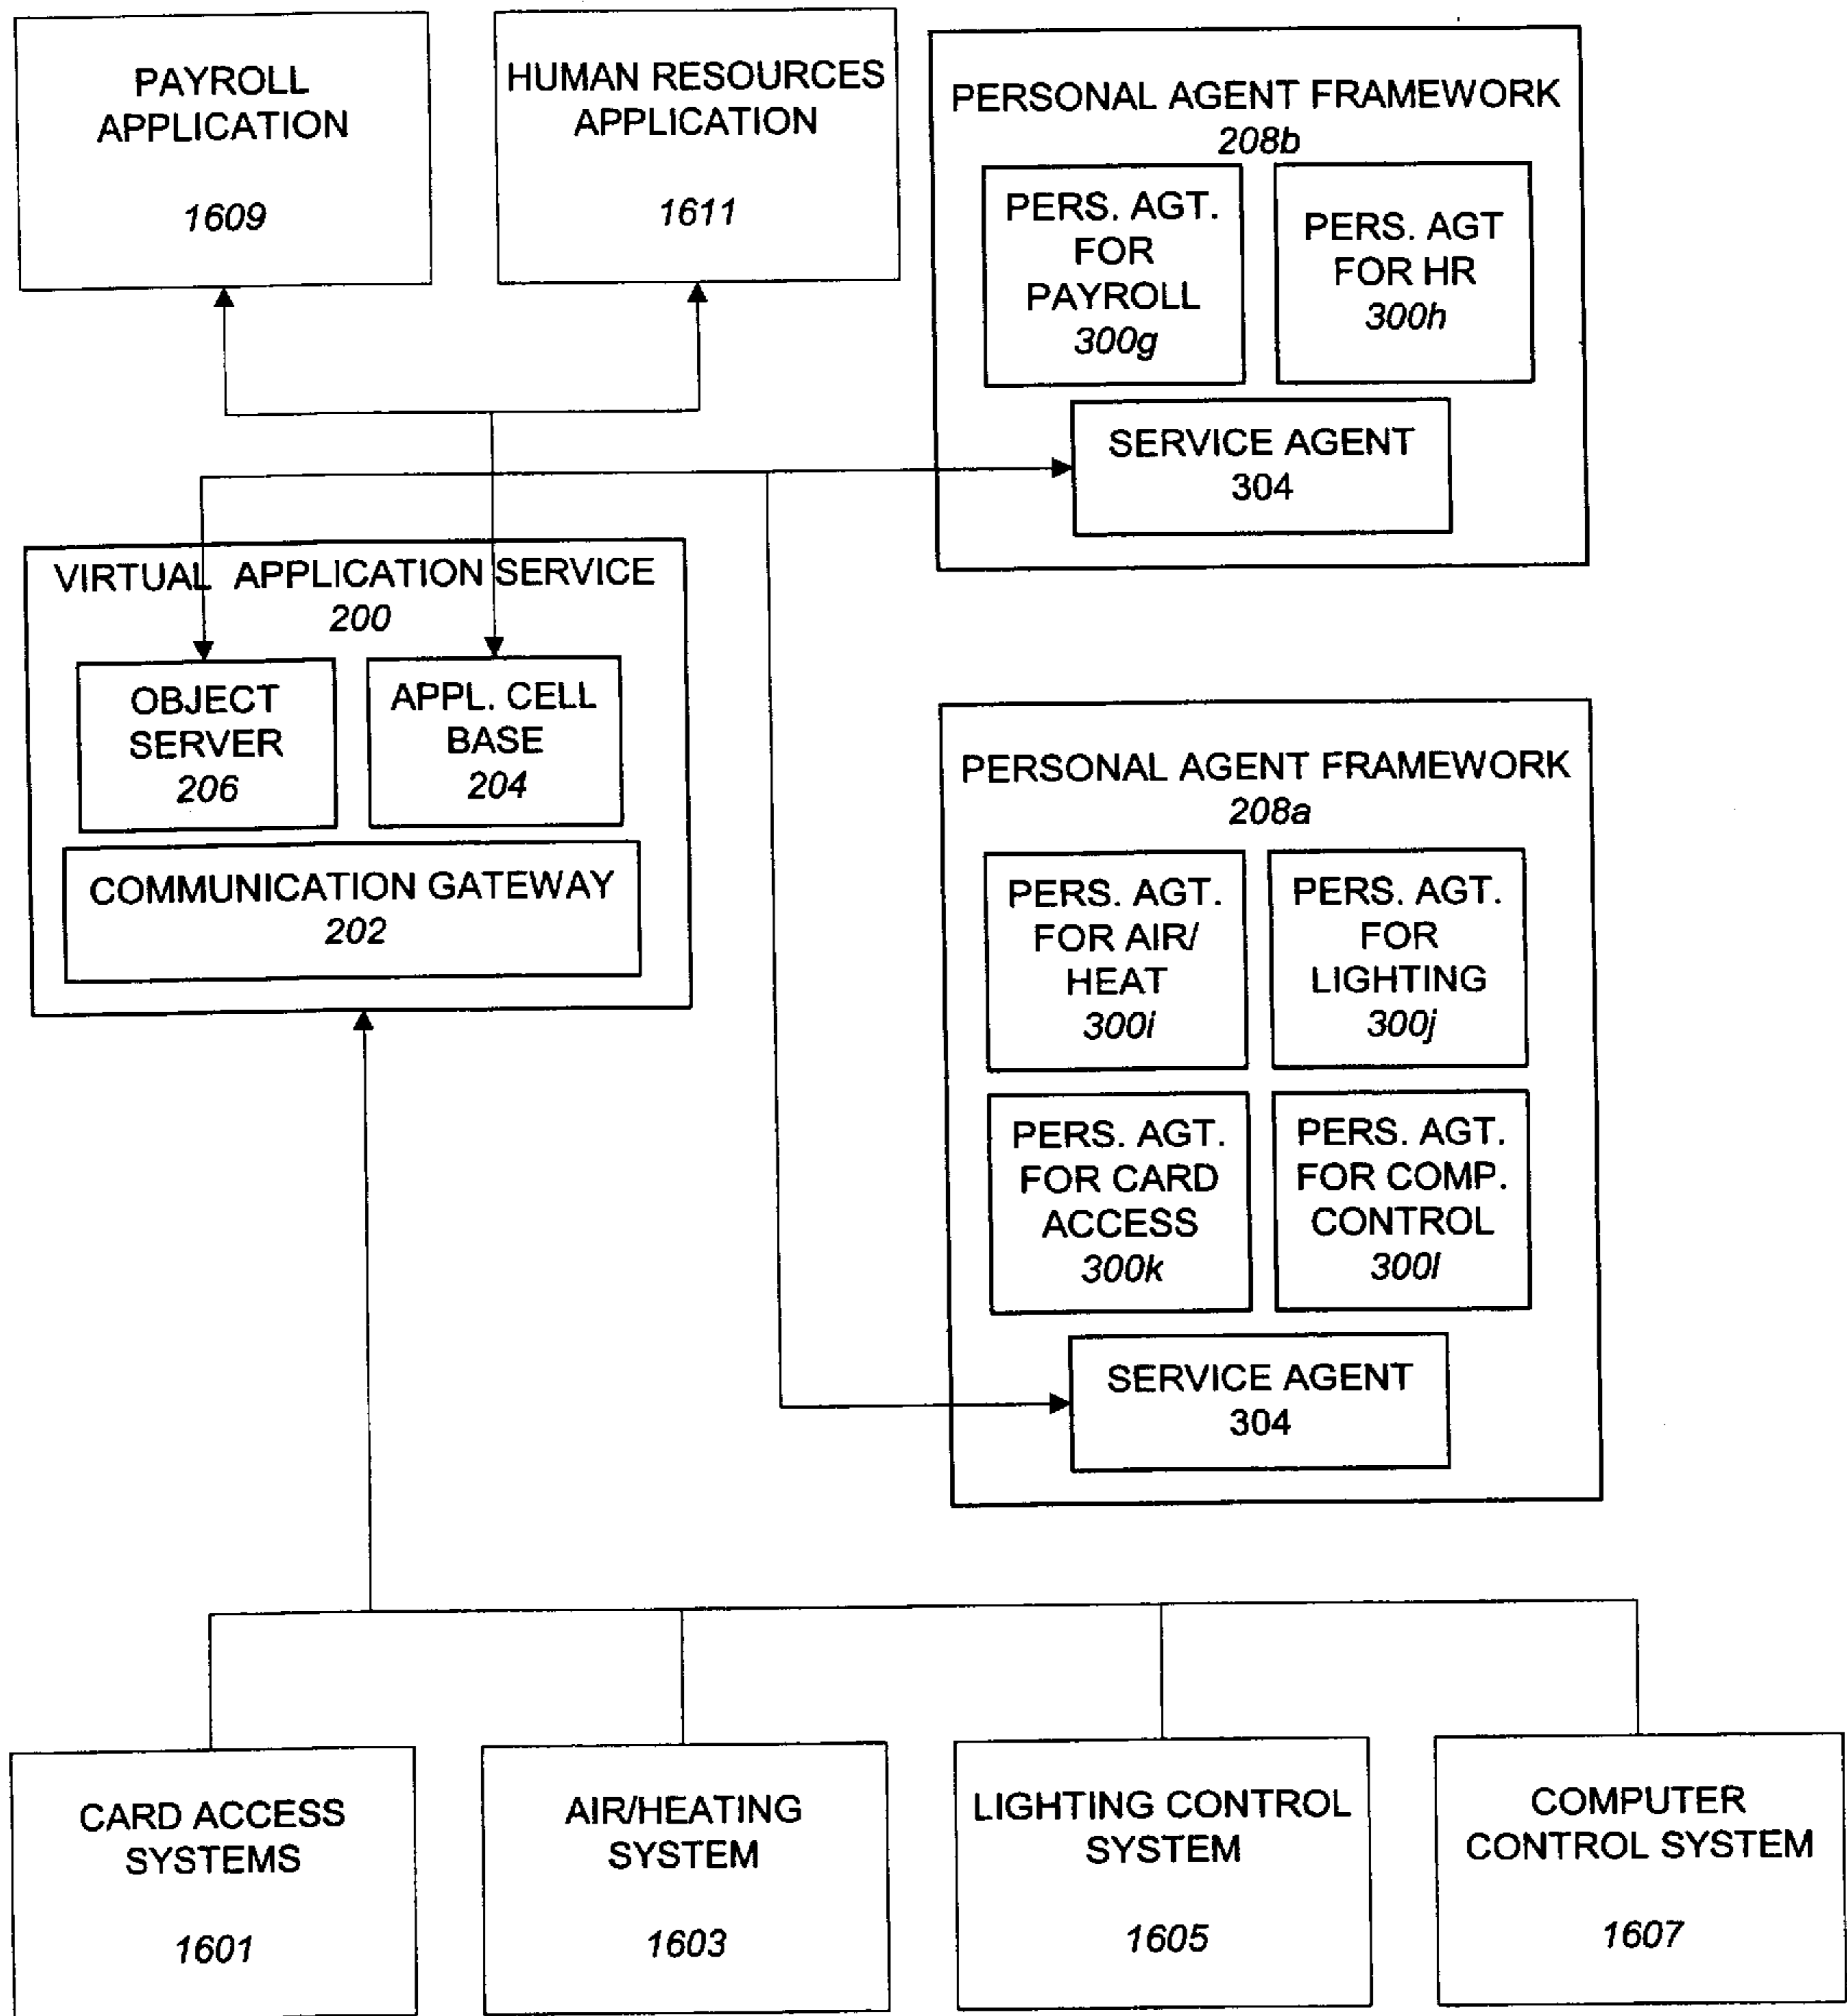 PAYROLL
APPLICATION
1609
HUMAN RESOURCES
APPLICATION
1611
PERSONAL AGENT FRAMEWORK
208b
PERS. AGT.
FOR
PAYROLL
300g
PERS. AGT
FOR HR
300h
SERVICE AGENT
304
VIRTUAL APPLICATION SERVICE
200
OBJECT
SERVER
206
APPL. CELL
BASE
204
COMMUNICATION GATEWAY
202
PERSONAL AGENT FRAMEWORK
208a
PERS. AGT.
FOR AIR/
HEAT
300i
PERS. AGT.
FOR
LIGHTING
300j
PERS. AGT.
FOR CARD
ACCESS
300k
PERS. AGT.
FOR COMP.
CONTROL
300l
SERVICE AGENT
304
CARD ACCESS
SYSTEMS
1601
AIR/HEATING
SYSTEM
1603
LIGHTING CONTROL
SYSTEM
1605
COMPUTER
CONTROL SYSTEM
1607